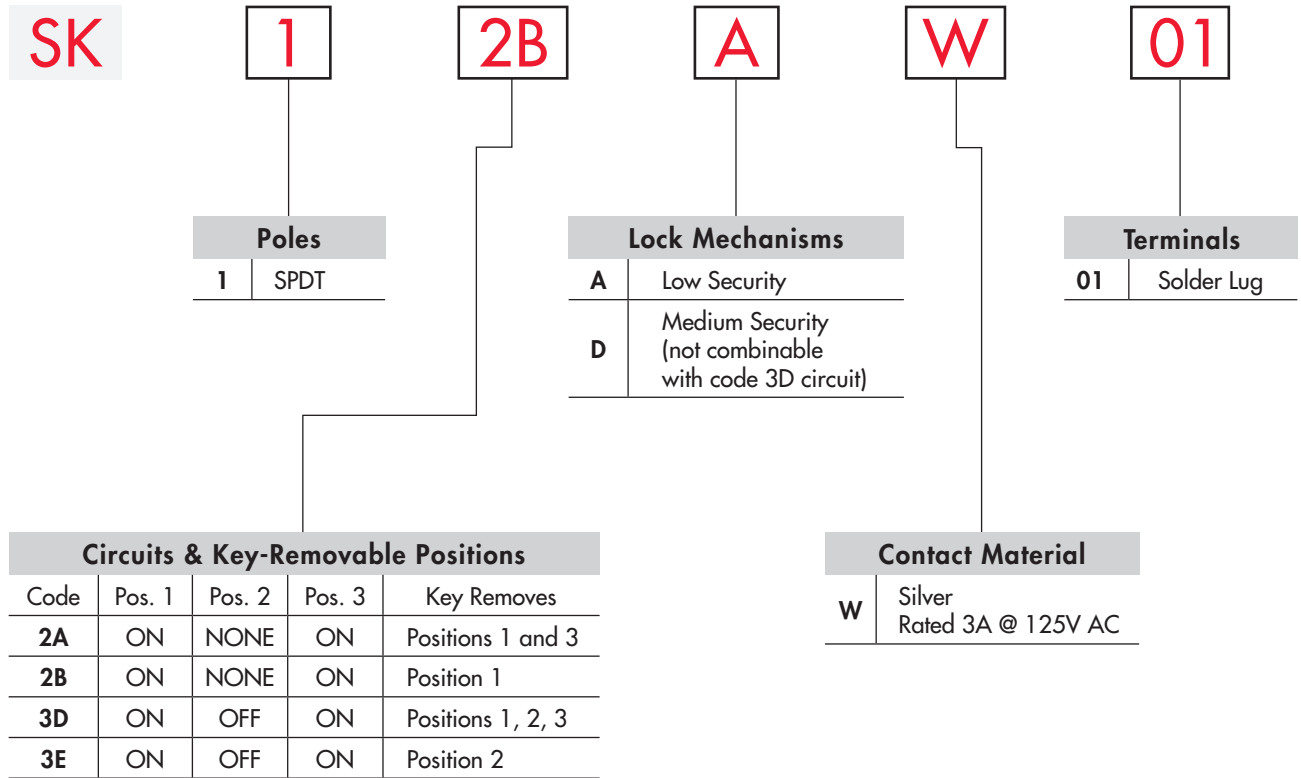 SK 1 2B A W 01
Poles
1 SPDT
Lock Mechanisms
A Low Security
D Medium Security
(not combinable
with code 3D circuit)
Terminals
01 Solder Lug
Circuits & Key-Removable Positions
Code Pos. 1 Pos. 2 Pos. 3 Key Removes
2A ON NONE ON Positions 1 and 3
2B ON NONE ON Position 1
3D ON OFF ON Positions 1, 2, 3
3E ON OFF ON Position 2
Contact Material
W Silver
Rated 3A @ 125V AC